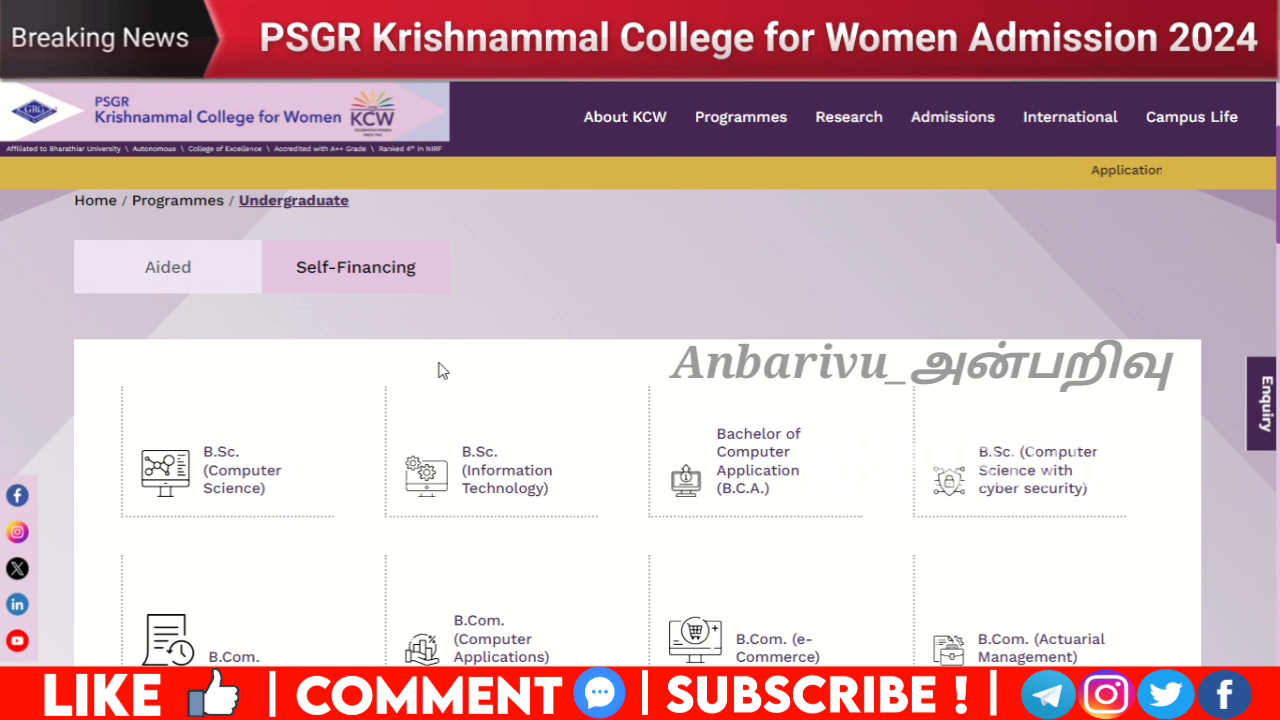 Breaking News
PSGR Krishnammal College for Women Admission 2024
GRG
PSGR
Krishnammal College for Women
KCW
About KCW
Programmes
Research
Admissions
International
Campus Life
Affiliated to Bharathiar University \ Autonomous \ College of Excellence \ Accredited with A++ Grade \ Ranked 4th in NIRF
Application
Home / Programmes / Undergraduate
Aided
Self-Financing
Anbarivu_அன்பறிவு
Enquiry
B.Sc.
(Computer
Science)
B.Sc.
(Information
Technology)
Bachelor of
Computer
Application
(B.C.A.)
B.Sc. (Computer
Science with
cyber security)
B.Com.
B.Com.
(Computer
Applications)
B.Com. (e-
Commerce)
B.Com. (Actuarial
Management)
LIKE | COMMENT | SUBSCRIBE ! |